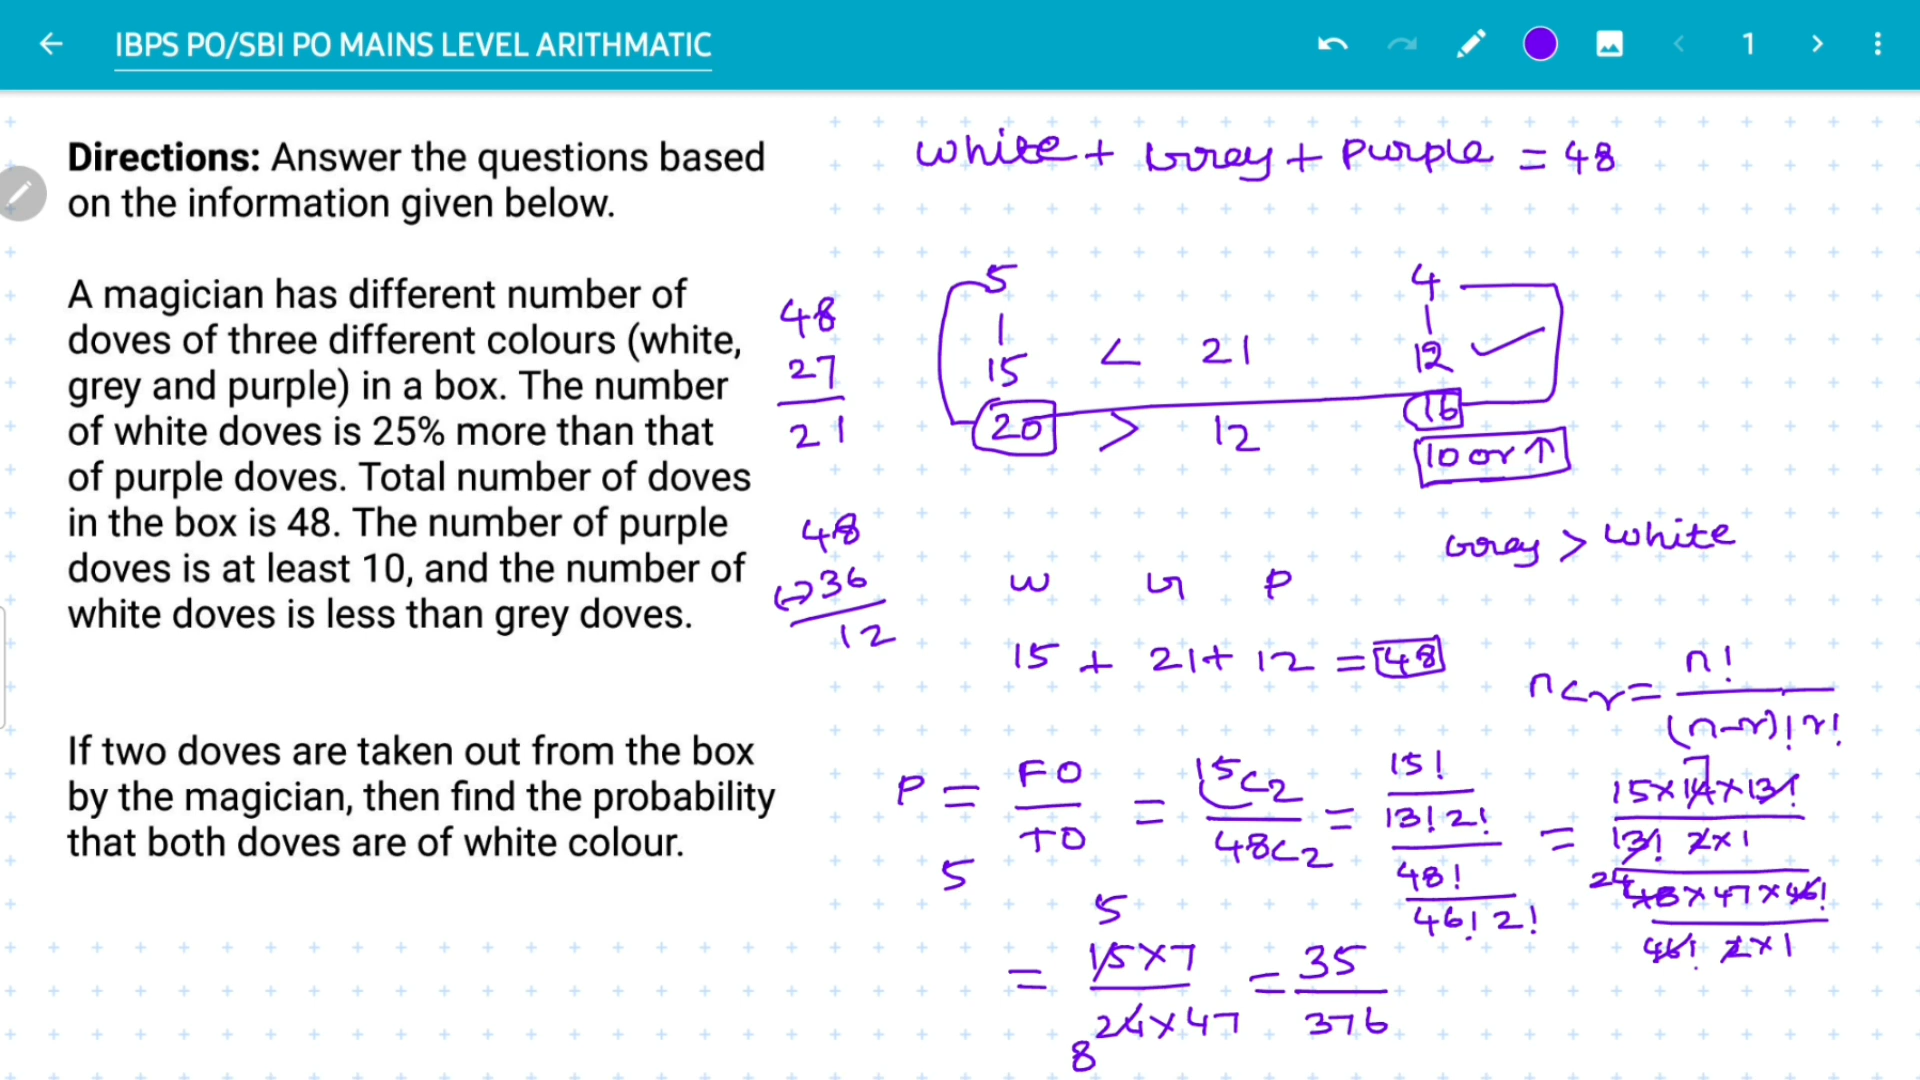 IBPS PO/SBI PO MAINS LEVEL ARITHMATIC
1
Directions: Answer the questions based
on the information given below.
A magician has different number of
doves of three different colours (white,
grey and purple) in a box. The number
of white doves is 25% more than that
of purple doves. Total number of doves
in the box is 48. The number of purple
doves is at least 10, and the number of
white doves is less than grey doves.
If two doves are taken out from the box
by the magician, then find the probability
that both doves are of white colour.
white + Grey + purple = 48
48
27
21
5 4
1 1
15 < 21 12 ✓
20 > 12 16
10 or ↑
48
(-)36
12
Grey > white
W G P
15 + 21 + 12 = 48
nCr = n!
(n-r)! r!
P = FO = 15C2 = 15! = 15×14×13! 7
TO 48C2 13! 2! 13! 2×1
5 48! 24 48×47×46!
46! 2! 46! 2×1
5
= 15×7 = 35
24×47 376
8